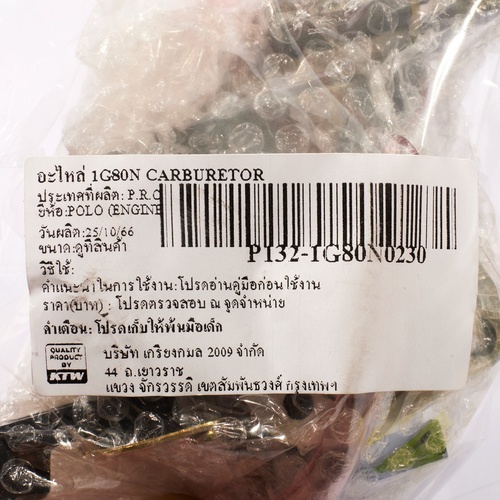 อะไหล่ 1G80N CARBURETOR
ประเทศที่ผลิต: P.R.C
ยี่ห้อ:POLO (ENGINE
วันผลิต:25/10/66
ขนาด:ดูที่สินค้า
P132-1G80N0230
วิธีใช้:
คำแนะนำในการใช้งาน:โปรดอ่านคู่มือก่อนใช้งาน
ราคา(บาท) : โปรดตรวจสอบ ณ จุดจำหน่าย
คำเตือน:โปรดเก็บให้พ้นมือเด็ก
QUALITY
PRODUCT
BY
KTW
บริษัท เกรียงกมล 2009 จำกัด
44 ถ.เยาวราช
แขวง จักรวรรดิ์ เขตสัมพันธวงศ์ กรุงเทพฯ